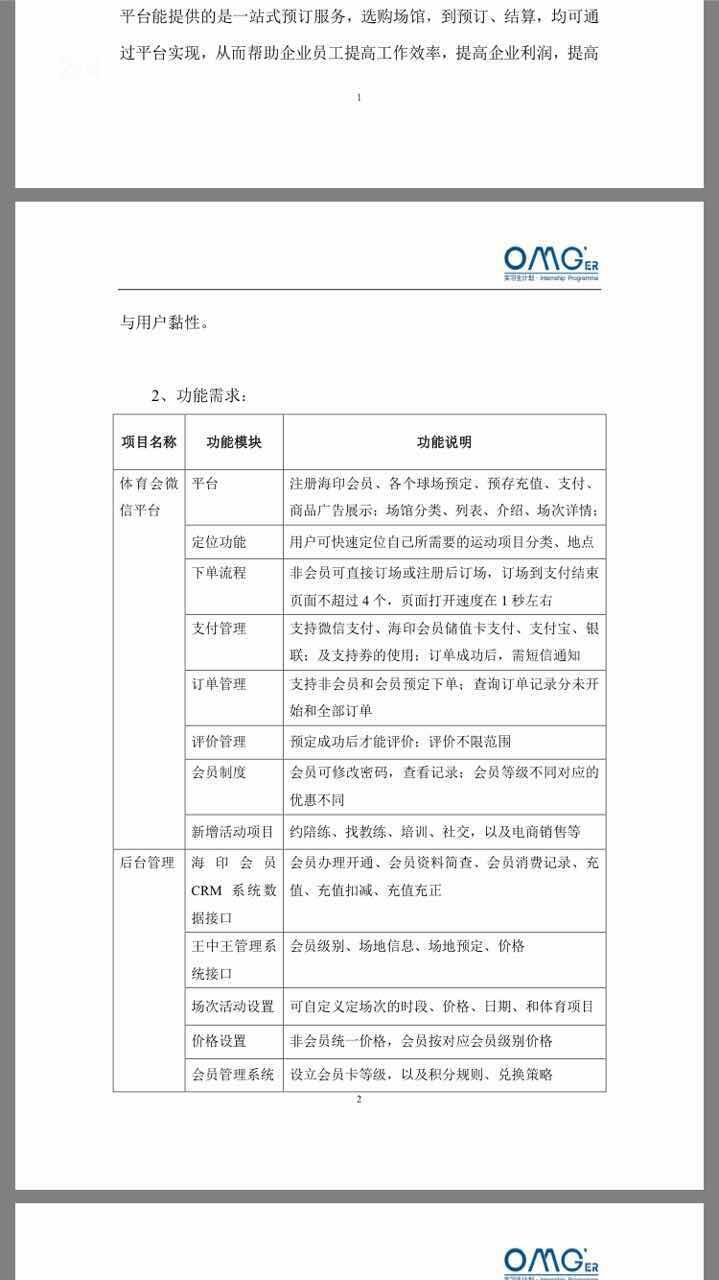 平台能提供的是一站式预订服务，选购场馆，到预订、结算，均可通
过平台实现，从而帮助企业员工提高工作效率，提高企业利润，提高
1
OMG'ER
实习生计划 · Internship Programme
与用户黏性。
2、功能需求：
项目名称 功能模块 功能说明
体育会微 平台 注册海印会员、各个球场预定、预存充值、支付、
信平台 商品广告展示；场馆分类、列表、介绍、场次详情；
定位功能 用户可快速定位自己所需要的运动项目分类、地点
下单流程 非会员可直接订场或注册后订场，订场到支付结束
页面不超过 4 个，页面打开速度在 1 秒左右
支付管理 支持微信支付、海印会员储值卡支付、支付宝、银
联；及支持劵的使用；订单成功后，需短信通知
订单管理 支持非会员和会员预定下单；查询订单记录分未开
始和全部订单
评价管理 预定成功后才能评价；评价不限范围
会员制度 会员可修改密码，查看记录；会员等级不同对应的
优惠不同
新增活动项目 约陪练、找教练、培训、社交，以及电商销售等
后台管理 海印会员 会员办理开通、会员资料简查、会员消费记录、充
CRM 系统数 值、充值扣减、充值充正
据接口
王中王管理系 会员级别、场地信息、场地预定、价格
统接口
场次活动设置 可自定义定场次的时段、价格、日期、和体育项目
价格设置 非会员统一价格，会员按对应会员级别价格
会员管理系统 设立会员卡等级，以及积分规则、兑换策略
2
OMG'ER
实习生计划 · Internship Programme